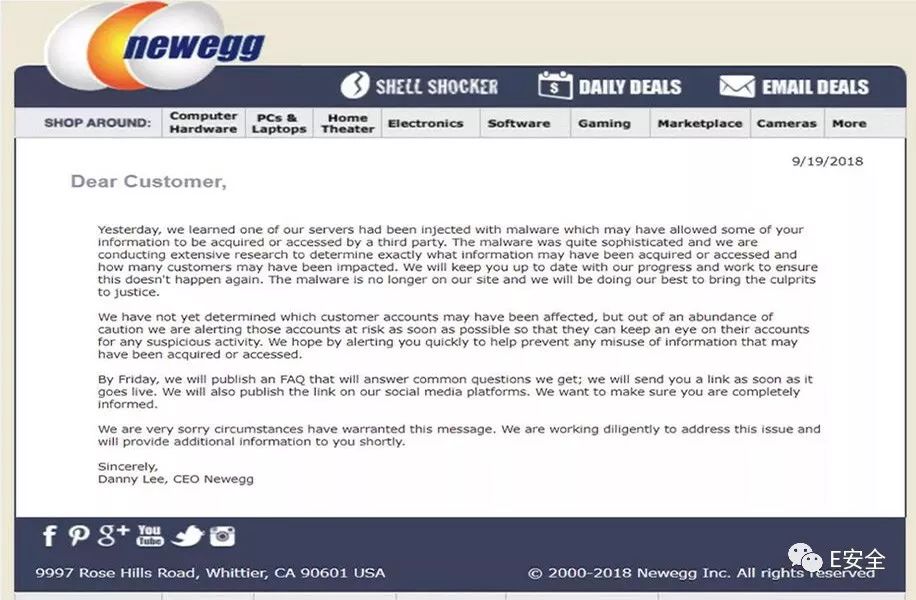 newegg
SHELL SHOCKER
DAILY DEALS
EMAIL DEALS
SHOP AROUND:
Computer
Hardware
PCs &
Laptops
Home
Theater
Electronics
Software
Gaming
Marketplace
Cameras
More
9/19/2018
Dear Customer,
Yesterday, we learned one of our servers had been injected with malware which may have allowed some of your
information to be acquired or accessed by a third party. The malware was quite sophisticated and we are
conducting extensive research to determine exactly what information may have been acquired or accessed and
how many customers may have been impacted. We will keep you up to date with our progress and work to ensure
this doesn't happen again. The malware is no longer on our site and we will be doing our best to bring the culprits
to justice.
We have not yet determined which customer accounts may have been affected, but out of an abundance of
caution we are alerting those accounts at risk as soon as possible so that they can keep an eye on their accounts
for any suspicious activity. We hope by alerting you quickly to help prevent any misuse of information that may
have been acquired or accessed.
By Friday, we will publish an FAQ that will answer common questions we get; we will send you a link as soon as it
goes live. We will also publish the link on our social media platforms. We want to make sure you are completely
informed.
We are very sorry circumstances have warranted this message. We are working diligently to address this issue and
will provide additional information to you shortly.
Sincerely,
Danny Lee, CEO Newegg
f
g+
You
Tube
9997 Rose Hills Road, Whittier, CA 90601 USA
© 2000-2018 Newegg Inc. All rights reserved
E安全